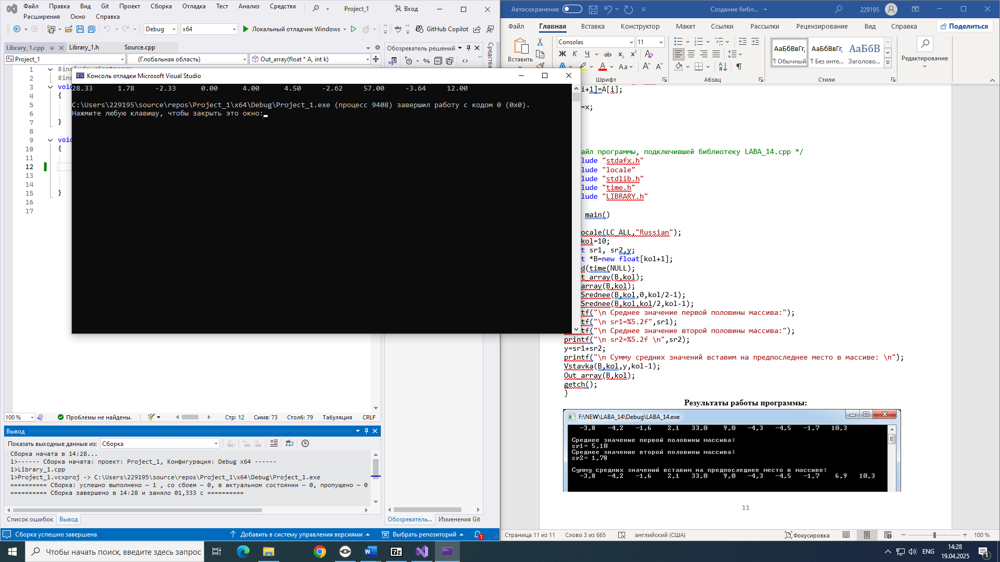 Файл Правка Вид Git Проект Сборка Отладка Тест Анализ Средства
Расширения Окно Справка
Project_1
Вход
Debug
x64
Локальный отладчик Windows
GitHub Copilot
Library_1.cpp
Library_1.h
Source.cpp
Project_1
(Глобальная область)
Out_array(float * A, int k)
Обозреватель решений
1
2
3 void
4 {
5
6
7 }
8
9 void
10 {
11
12
13
14
15 }
16
17
Консоль отладки Microsoft Visual Studio
28.33 1.78 -2.33 0.00 4.00 4.50 -2.62 57.00 -3.64 12.00
C:\Users\229195\source\repos\Project_1\x64\Debug\Project_1.exe (процесс 9408) завершил работу с кодом 0 (0x0).
Нажмите любую клавишу, чтобы закрыть это окно:
100 %
Проблемы не найдены.
Стр: 12 Симв: 73 Столб: 79 Табуляция CRLF
Вывод
Показать выходные данные из: Сборка
Сборка начата в 14:28...
1>------ Сборка начата: проект: Project_1, Конфигурация: Debug x64 ------
1>Library_1.cpp
1>Project_1.vcxproj -> C:\Users\229195\source\repos\Project_1\x64\Debug\Project_1.exe
========== Сборка: успешно выполнено — 1 , со сбоем — 0, в актуальном состоянии — 0, пропущено — 0
========== Сборка завершено в 14:28 и заняло 01,333 с ==========
Список ошибок Вывод
Обозреватель... Изменения Git
Сборка успешно завершена
Добавить в систему управления версиями
Выбрать репозиторий
1
Автосохранение
Создание библ...
229195
Файл Главная Вставка Конструктор Макет Ссылки Рассылки Рецензирование Вид Справка
Поделиться
Вставить
Consolas
11
Ж К Ч ab x₂ x²
Аа
Шрифт
Абзац
АаБбВвГг, АаБбВвГг, АаБбВ
¶ Обычный ¶ Без инте... Заголово...
Стили
Редактирование
i+1]=A[i];
=x;
айл программы, подключившей библиотеку LABA_14.cpp */
lude "stdafx.h"
lude "locale"
lude "stdlib.h"
lude "time.h"
lude "LIBRARY.h"
main()
ocale(LC_ALL,"Russian");
kol=10;
t sr1, sr2,y;
t *B=new float[kol+1];
d(time(NULL);
t_array(B,kol);
array(B,kol);
Srednee(B,kol,0,kol/2-1);
Srednee(B,kol,kol/2,kol-1);
tf("\n Среднее значение первой половины массива:");
tf("\n sr1=%5.2f",sr1);
tf("\n Среднее значение второй половины массива:");
printf("\n sr2=%5.2f \n",sr2);
y=sr1+sr2;
printf("\n Сумму средних значений вставим на предпоследнее место в массиве: \n");
Vstavka(B,kol,y,kol-1);
Out_array(B,kol);
getch();
}
Результаты работы программы:
F:\NEW\LABA_14\Debug\LABA_14.exe
-3,8 -4,2 -1,6 2,1 33,0 9,0 -4,3 -4,5 -1,7 10,3
Среднее значение первой половины массива:
sr1= 5,10
Среднее значение второй половины массива:
sr2= 1,78
Сумму средних значений вставим на предпоследнее место в массиве:
-3,8 -4,2 -1,6 2,1 33,0 9,0 -4,3 -4,5 -1,7 6,9 10,3
11
Страница 11 из 11
Слово 3 из 665
английский (США)
Фокусировка
100 %
Чтобы начать поиск, введите здесь запрос
ENG
14:28
19.04.2025
1